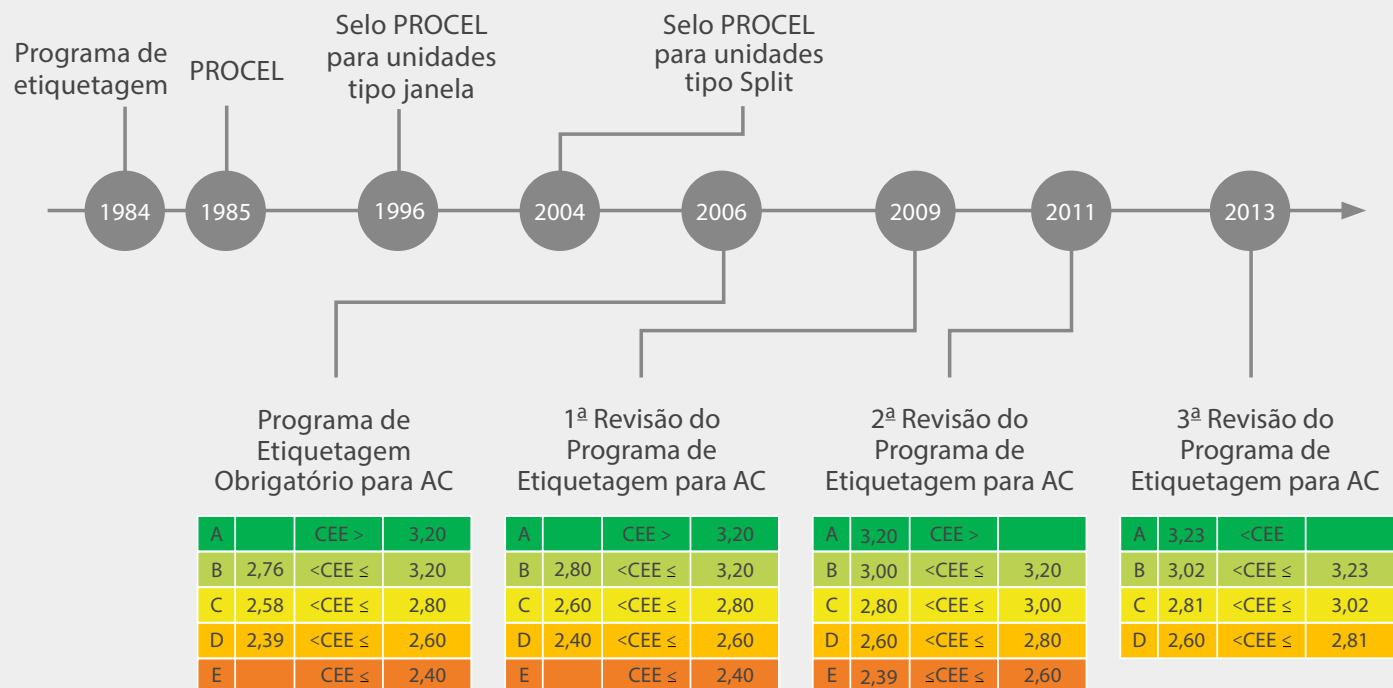 Programa de
etiquetagem
PROCEL
Selo PROCEL
para unidades
tipo janela
Selo PROCEL
para unidades
tipo Split
1984
1985
1996
2004
2006
2009
2011
2013
Programa de
Etiquetagem
Obrigatório para AC
A CEE > 3,20
B 2,76 <CEE ≤ 3,20
C 2,58 <CEE ≤ 2,80
D 2,39 <CEE ≤ 2,60
E CEE ≤ 2,40
1ª Revisão do
Programa de
Etiquetagem para AC
A CEE > 3,20
B 2,80 <CEE ≤ 3,20
C 2,60 <CEE ≤ 2,80
D 2,40 <CEE ≤ 2,60
E CEE ≤ 2,40
2ª Revisão do
Programa de
Etiquetagem para AC
A 3,20 CEE >
B 3,00 <CEE ≤ 3,20
C 2,80 <CEE ≤ 3,00
D 2,60 <CEE ≤ 2,80
E 2,39 ≤CEE ≤ 2,60
3ª Revisão do
Programa de
Etiquetagem para AC
A 3,23 <CEE
B 3,02 <CEE ≤ 3,23
C 2,81 <CEE ≤ 3,02
D 2,60 <CEE ≤ 2,81